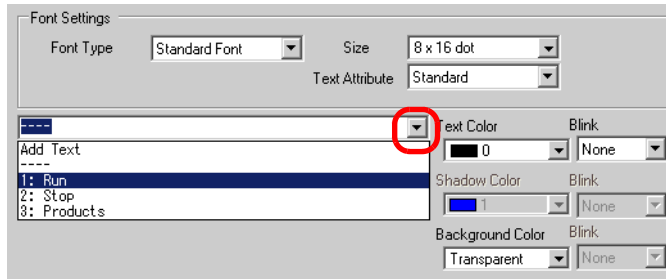 Font Settings
Font Type Standard Font Size 8 x 16 dot
Text Attribute Standard
---- Text Color Blink
Add Text 0 None
----
1: Run Shadow Color Blink
2: Stop 1 None
3: Products
Background Color Blink
Transparent None